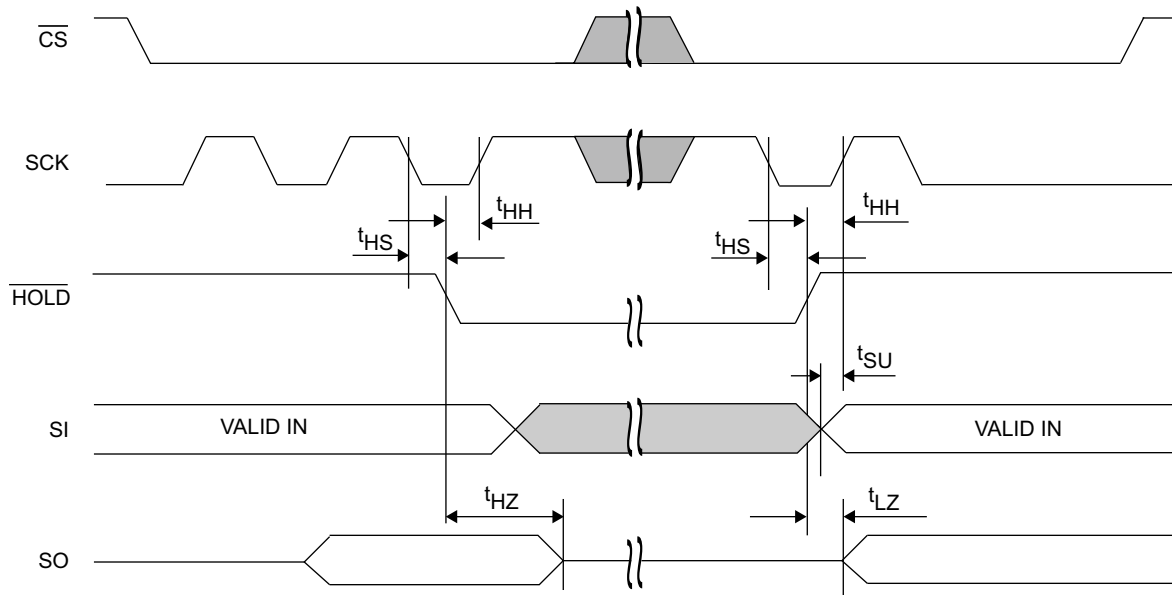 CS
SCK
tHH
tHH
tHS
tHS
HOLD
tSU
SI
VALID IN
VALID IN
tHZ
tLZ
SO